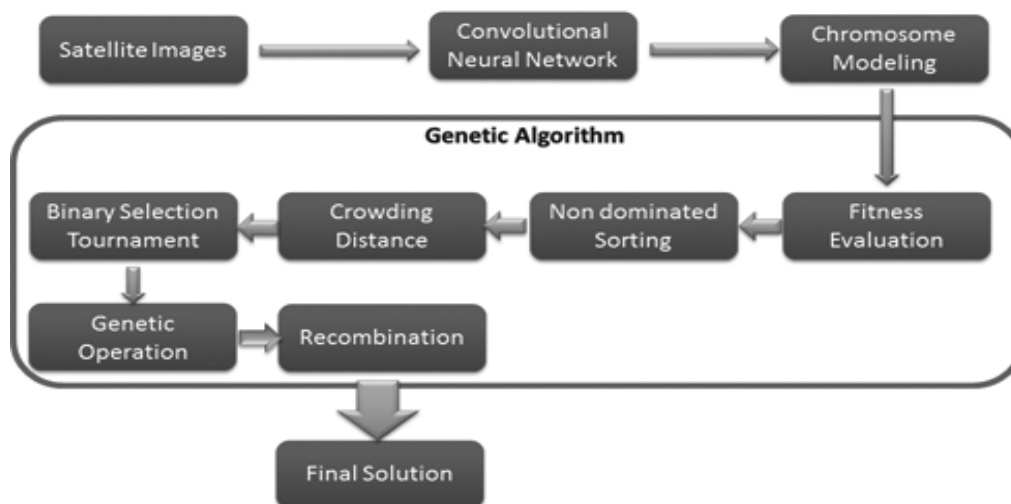 Satellite Images
Convolutional
Neural Network
Chromosome
Modeling
Genetic Algorithm
Binary Selection
Tournament
Crowding
Distance
Non dominated
Sorting
Fitness
Evaluation
Genetic
Operation
Recombination
Final Solution